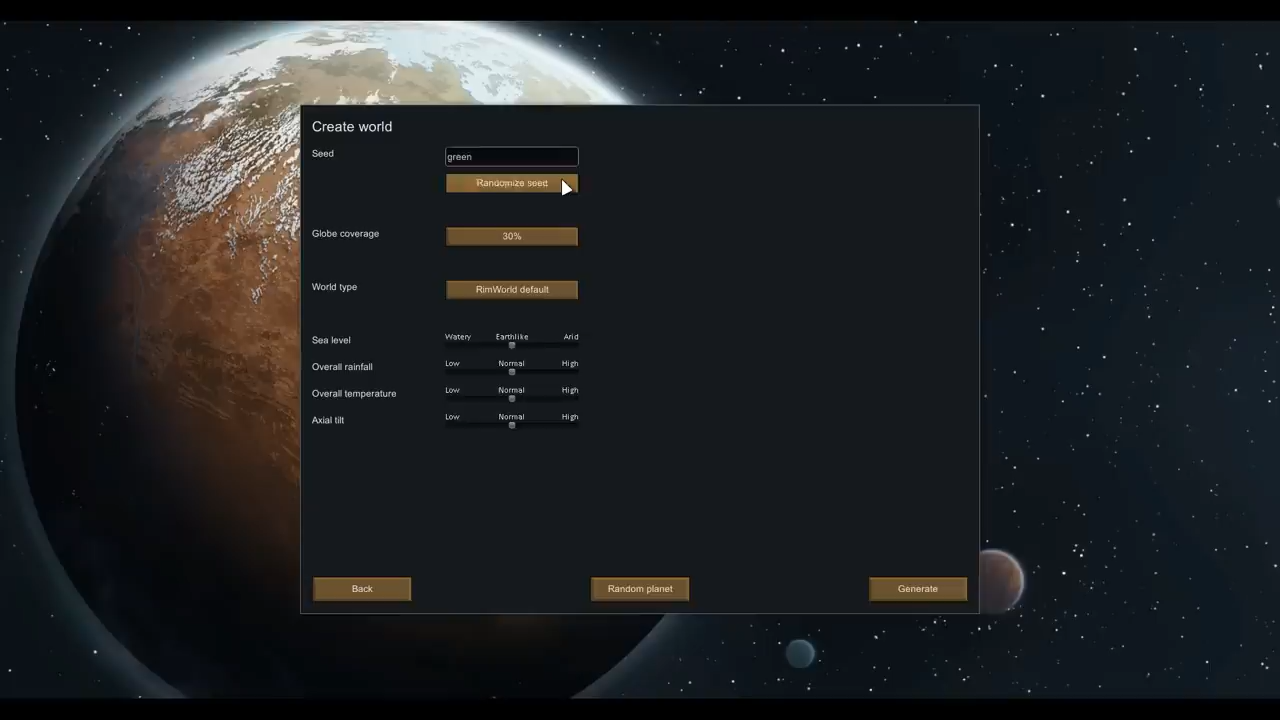 Create world
Seed
green
Randomize seed
Globe coverage
30%
World type
RimWorld default
Sea level
Watery Earthlike Arid
Overall rainfall
Low Normal High
Overall temperature
Low Normal High
Axial tilt
Low Normal High
Back
Random planet
Generate